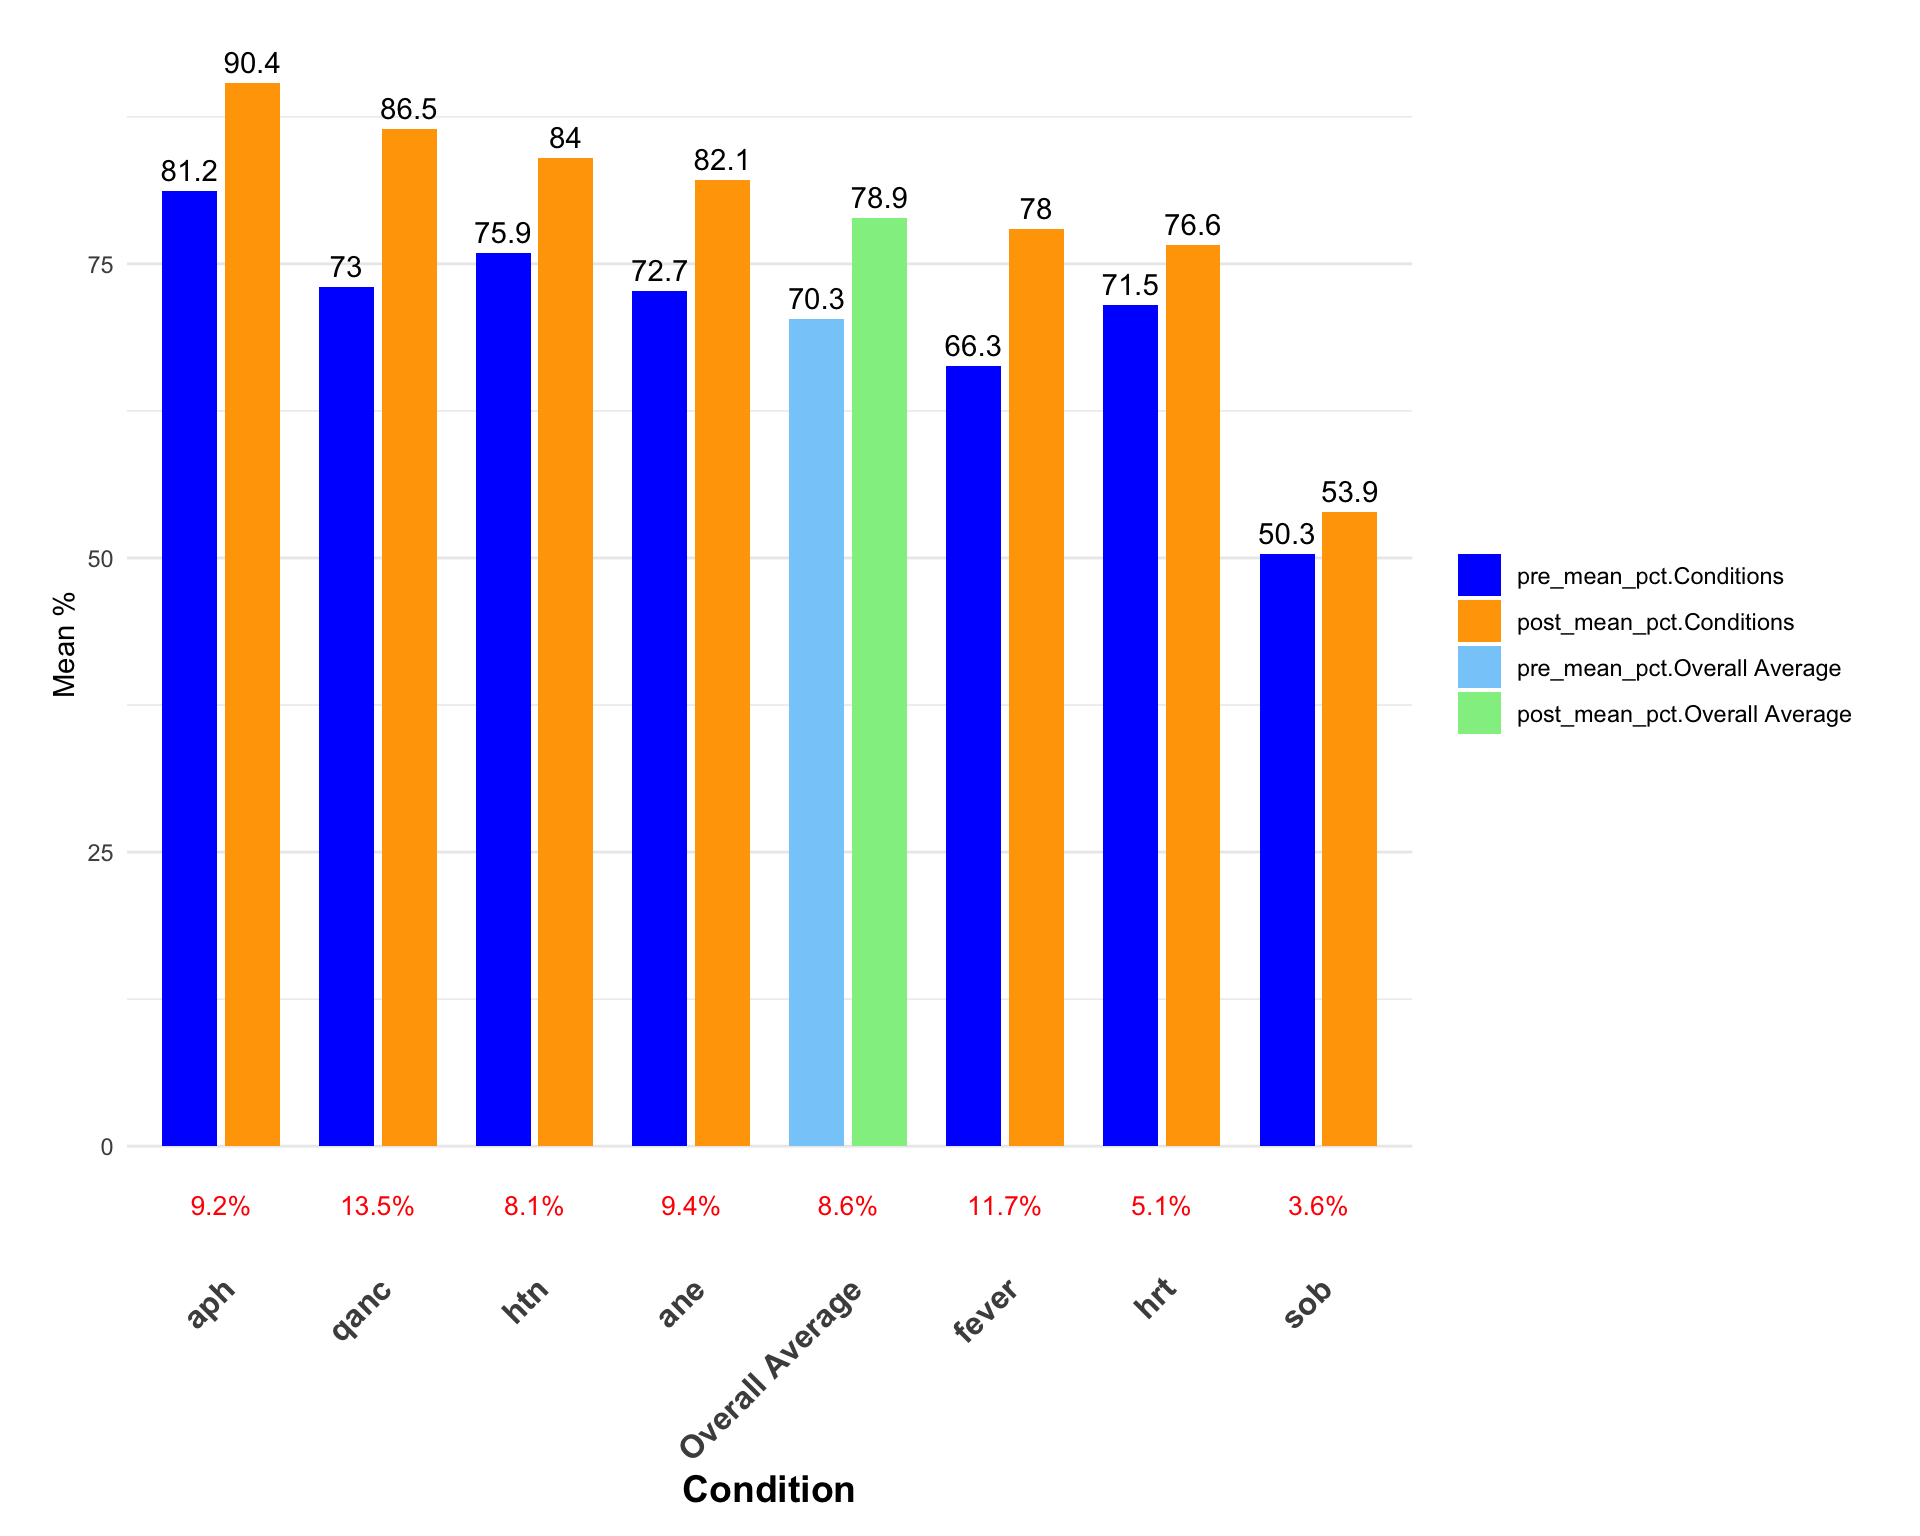 90.4
86.5
84
82.1
81.2
78.9
78
76.6
75.9
73
72.7
71.5
70.3
66.3
53.9
50.3
75
50
25
0
Mean %
pre_mean_pct.Conditions
post_mean_pct.Conditions
pre_mean_pct.Overall Average
post_mean_pct.Overall Average
9.2% 13.5% 8.1% 9.4% 8.6% 11.7% 5.1% 3.6%
aph qanc htn ane Overall Average fever hrt sob
Condition